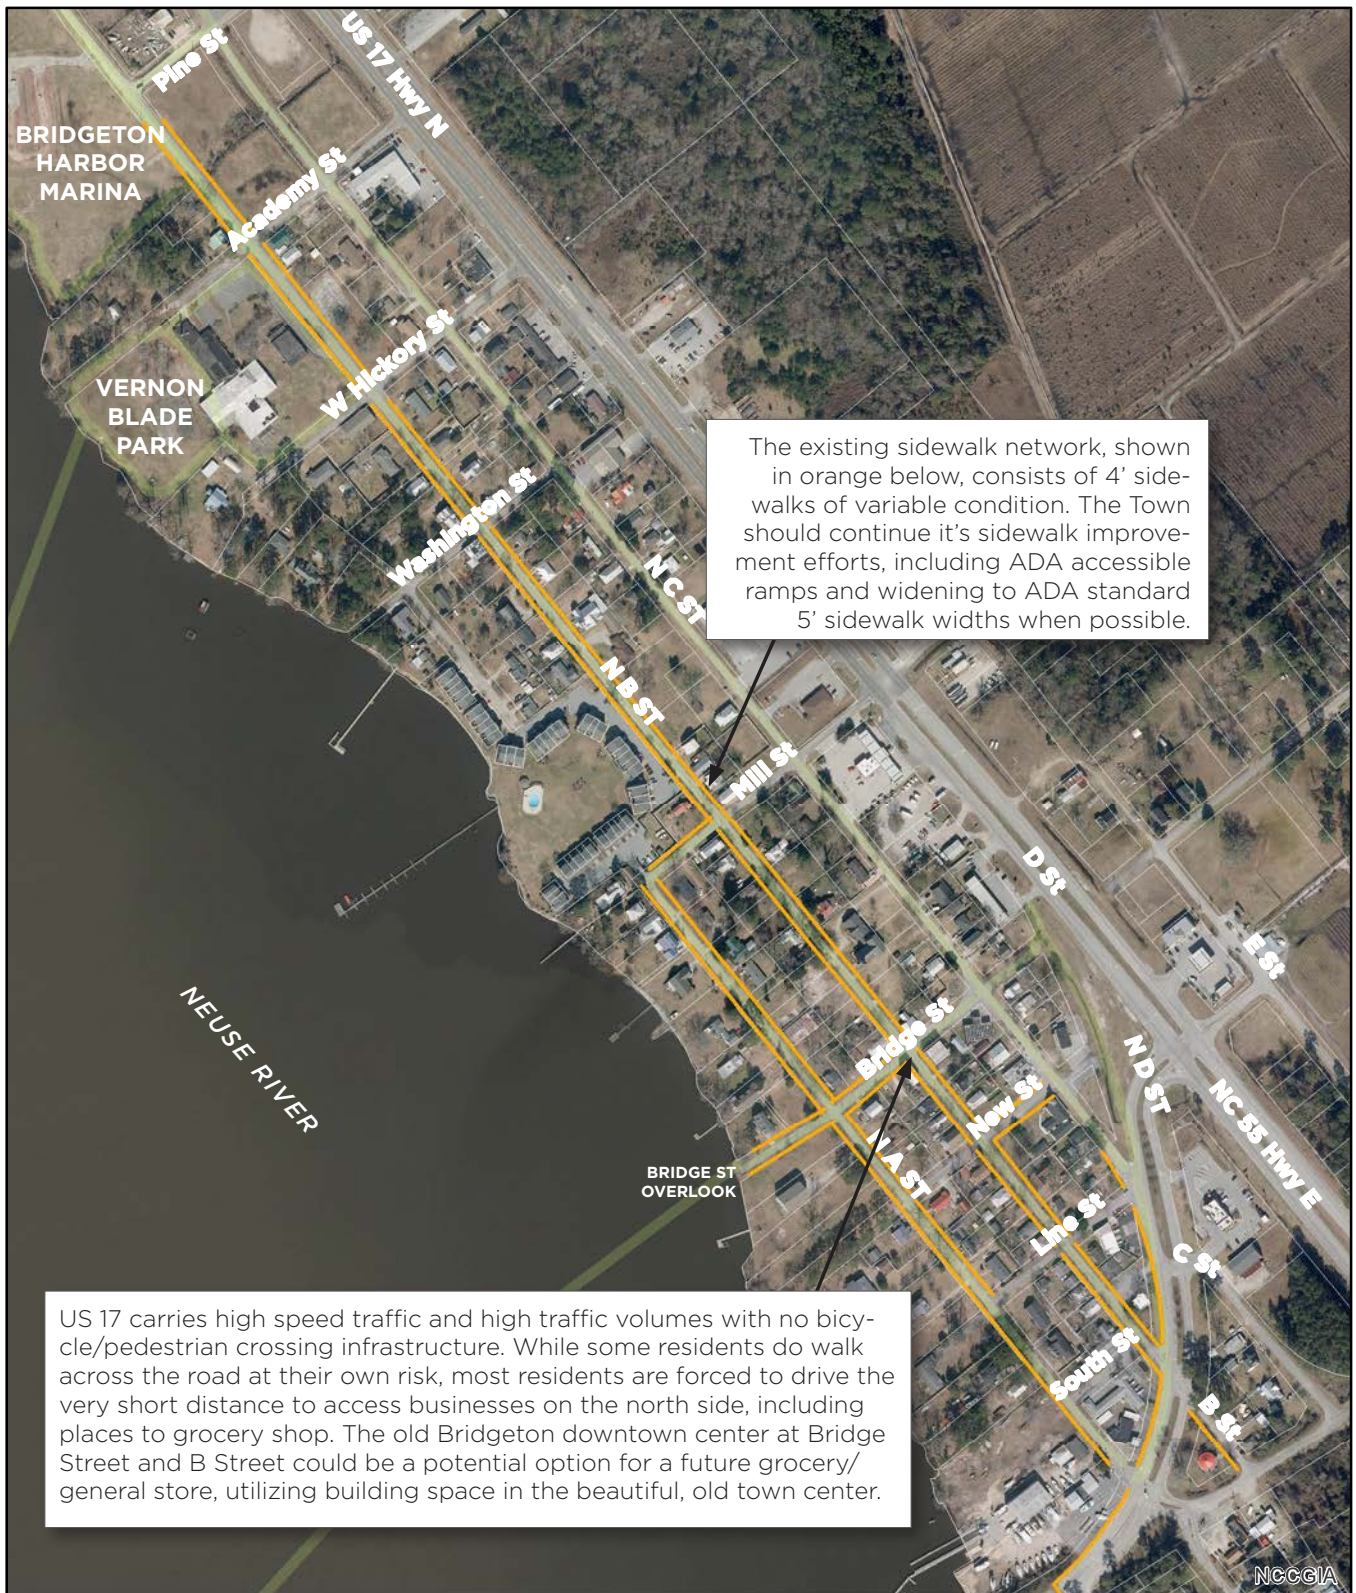 Pine St
US 17 Hwy N
BRIDGETON
HARBOR
MARINA
Academy St
W Hickory St
VERNON
BLADE
PARK
Washington St
N C ST
The existing sidewalk network, shown
in orange below, consists of 4’ side-
walks of variable condition. The Town
should continue it’s sidewalk improve-
ment efforts, including ADA accessible
ramps and widening to ADA standard
5’ sidewalk widths when possible.
N B ST
Mill St
D St
E St
NEUSE RIVER
Bridge St
N D ST
New St
NC 55 Hwy E
N A ST
BRIDGE ST
OVERLOOK
Line St
C St
US 17 carries high speed traffic and high traffic volumes with no bicy-
cle/pedestrian crossing infrastructure. While some residents do walk
across the road at their own risk, most residents are forced to drive the
very short distance to access businesses on the north side, including
places to grocery shop. The old Bridgeton downtown center at Bridge
Street and B Street could be a potential option for a future grocery/
general store, utilizing building space in the beautiful, old town center.
South St
B St
NCCGIA